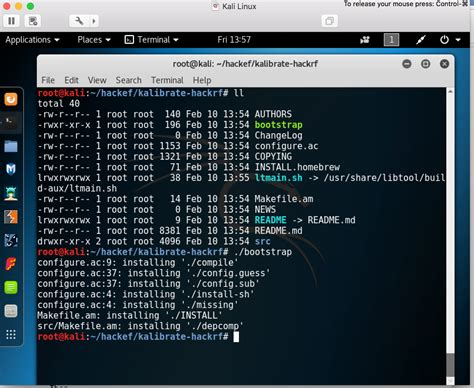 To release your mouse press: Control-⌘
Kali Linux
Applications Places Terminal Fri 13:57 1
root@kali: ~/hackef/kalibrate-hackrf
File Edit View Search Terminal Help
root@kali:~/hackef/kalibrate-hackrf# ll
total 40
-rw-r--r-- 1 root root 140 Feb 10 13:54 AUTHORS
-rwxr-xr-x 1 root root 196 Feb 10 13:54 bootstrap
-rw-r--r-- 1 root root 0 Feb 10 13:54 ChangeLog
-rw-r--r-- 1 root root 1153 Feb 10 13:54 configure.ac
-rw-r--r-- 1 root root 1321 Feb 10 13:54 COPYING
-rw-r--r-- 1 root root 71 Feb 10 13:54 INSTALL.homebrew
lrwxrwxrwx 1 root root 38 Feb 10 13:55 ltmain.sh -> /usr/share/libtool/buil
d-aux/ltmain.sh
-rw-r--r-- 1 root root 14 Feb 10 13:54 Makefile.am
-rw-r--r-- 1 root root 0 Feb 10 13:54 NEWS
lrwxrwxrwx 1 root root 9 Feb 10 13:54 README -> README.md
-rw-r--r-- 1 root root 8381 Feb 10 13:54 README.md
drwxr-xr-x 2 root root 4096 Feb 10 13:54 src
root@kali:~/hackef/kalibrate-hackrf# ./bootstrap
configure.ac:9: installing './compile'
configure.ac:37: installing './config.guess'
configure.ac:37: installing './config.sub'
configure.ac:4: installing './install-sh'
configure.ac:4: installing './missing'
Makefile.am: installing './INSTALL'
src/Makefile.am: installing './depcomp'
root@kali:~/hackef/kalibrate-hackrf#